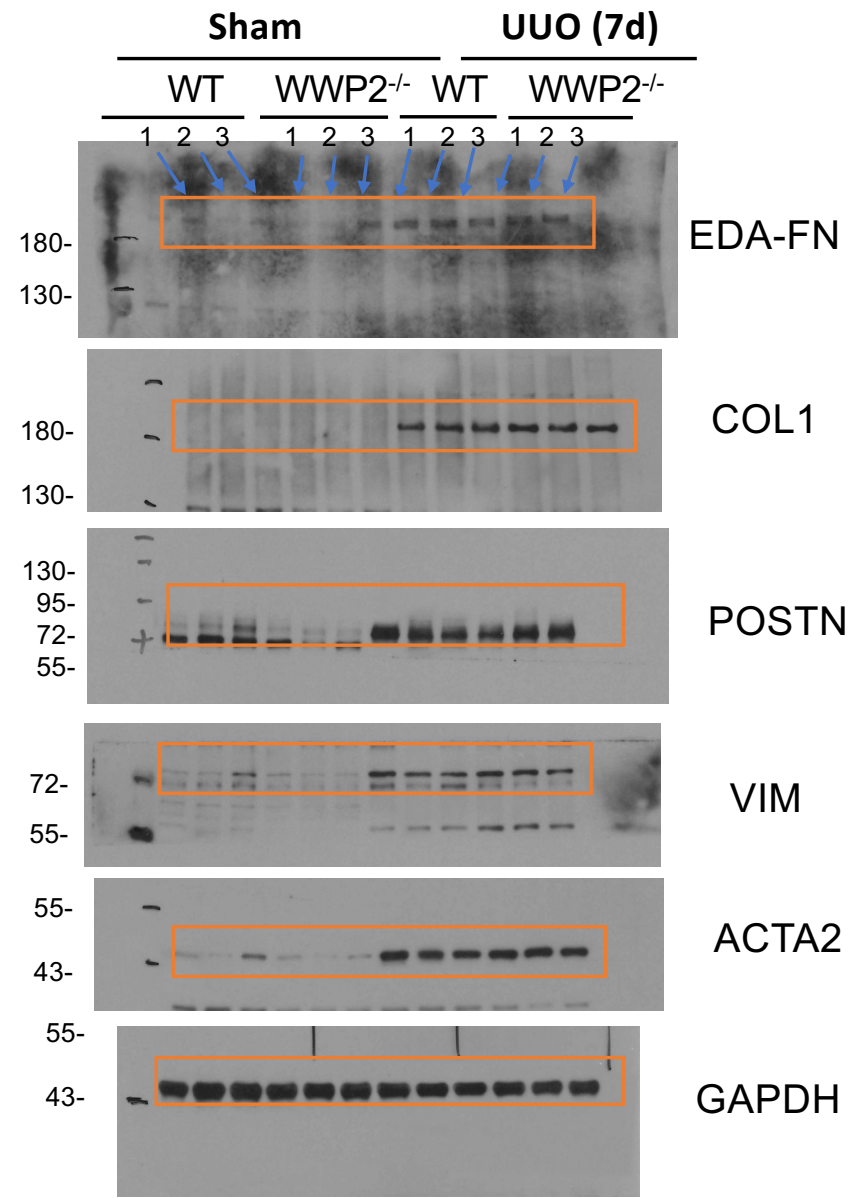 Sham UUO (7d)
WT WWP2-/- WT WWP2-/-
1 2 3 1 2 3 1 2 3 1 2 3
EDA-FN
180-
130-
COL1
180-
130-
130-
95-
POSTN
72-
55-
72-
VIM
55-
55-
ACTA2
43-
55-
43-
GAPDH